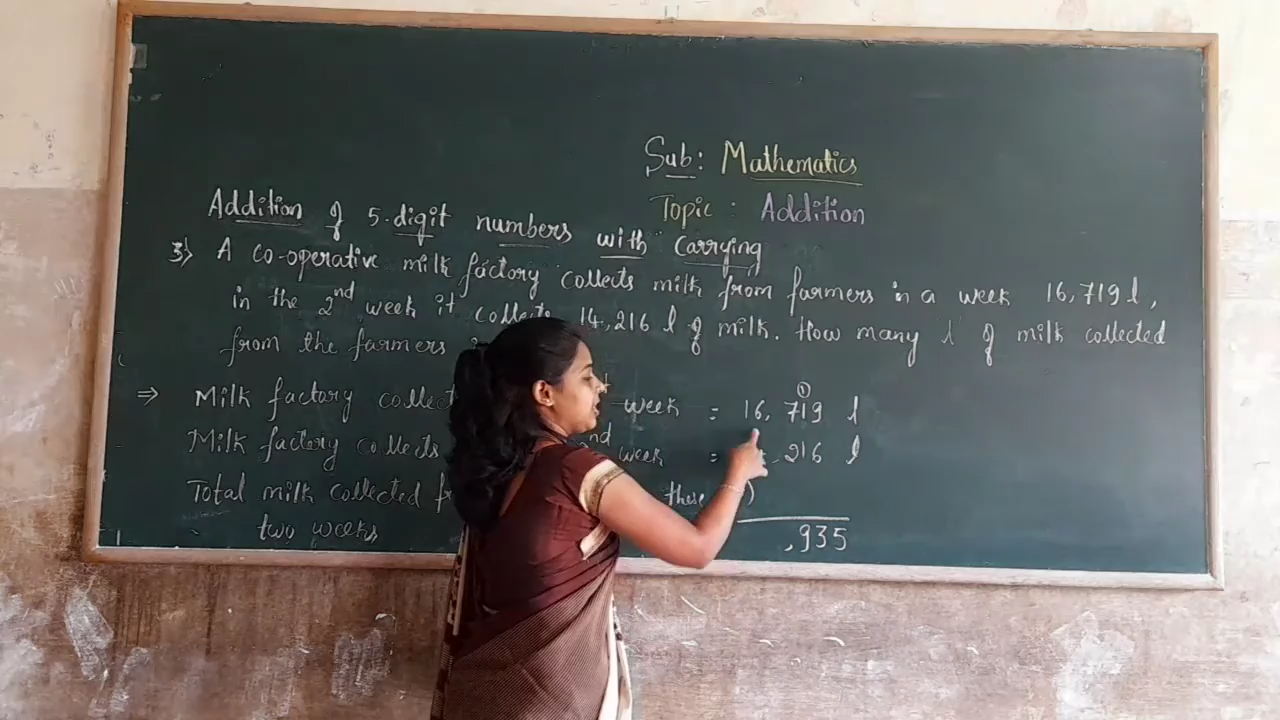 Sub: Mathematics
Topic: Addition
Addition of 5-digit numbers with Carrying
3) A co-operative milk factory collects milk from farmers in a week 16,719 l,
in the 2nd week it collects 14,216 l of milk. How many l of milk collected
from the farmers
⇒ Milk factory week = 16,719 l
①
Milk factory collects 2nd week = ,216 l
Total milk collected these )
two weeks
,935